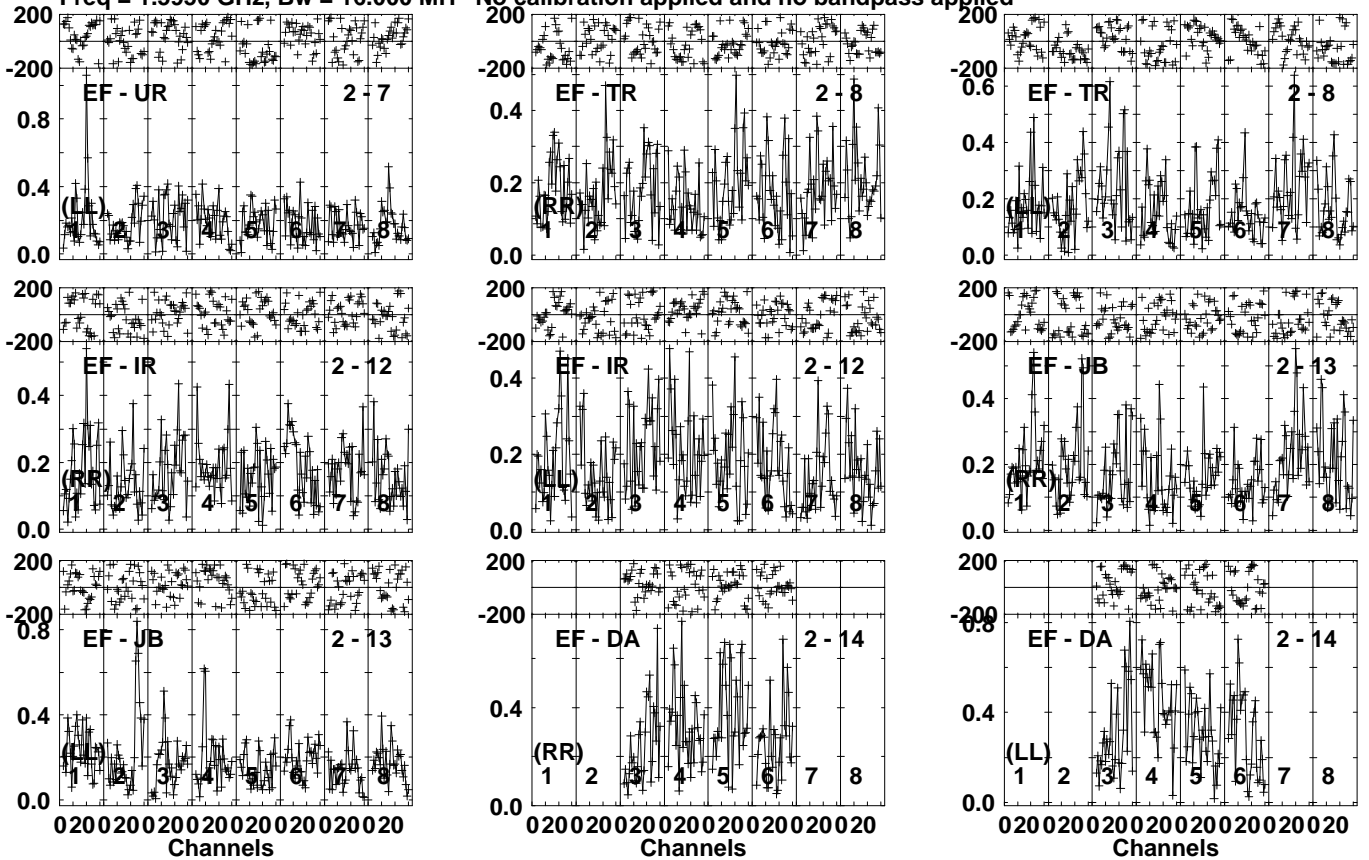 Freq = GHz, Bw = 16.000 MH No calibration applied and no bandpass applied
200 200 200
-200 -200 -200
EF - UR 2 - 7
0.8
0.4
0.0
(LL)
1 2 3 4 5 6 7 8
EF - TR 2 - 8
0.4
0.2
0.0
(RR)
1 2 3 4 5 6 7 8
EF - TR 2 - 8
0.6
0.4
0.2
0.0
(LL)
1 2 3 4 5 6 7 8
200 200 200
-200 -200 -200
EF - IR 2 - 12
0.4
0.2
0.0
(RR)
1 2 3 4 5 6 7 8
EF - IR 2 - 12
0.4
0.2
0.0
(LL)
1 2 3 4 5 6 7 8
EF - JB 2 - 13
0.4
0.2
0.0
(RR)
1 2 3 4 5 6 7 8
200 200 200
-200 -200 -200
EF - JB 2 - 13
0.8
0.4
0.0
(LL)
1 2 3 4 5 6 7 8
0 20 0 20 0 20 0 20 0 20 0 20 0 20 0 20
Channels
EF - DA 2 - 14
0.4
0.0
(RR)
1 2 3 4 5 6 7 8
0 20 0 20 0 20 0 20 0 20 0 20 0 20 0 20
Channels
EF - DA 2 - 14
0.8
0.4
0.0
(LL)
1 2 3 4 5 6 7 8
0 20 0 20 0 20 0 20 0 20 0 20 0 20 0 20
Channels